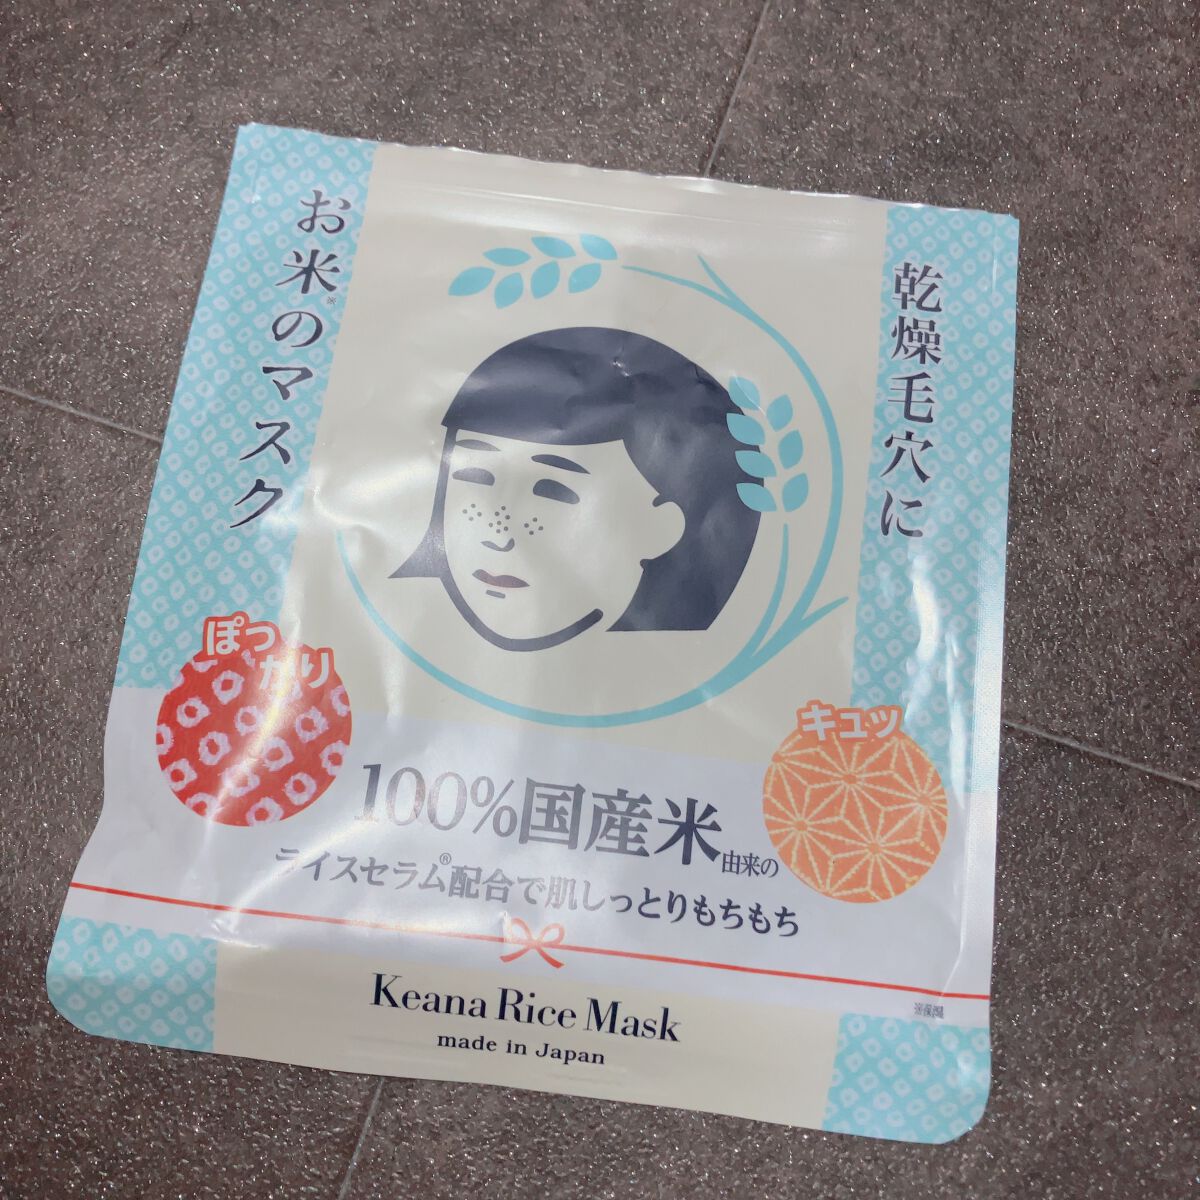 乾燥毛穴に
お米※のマスク
ぽっ
かり
キュッ
100%国産米由来の
ライスセラム®配合で肌しっとりもちもち
Keana Rice Mask
made in Japan
※保湿